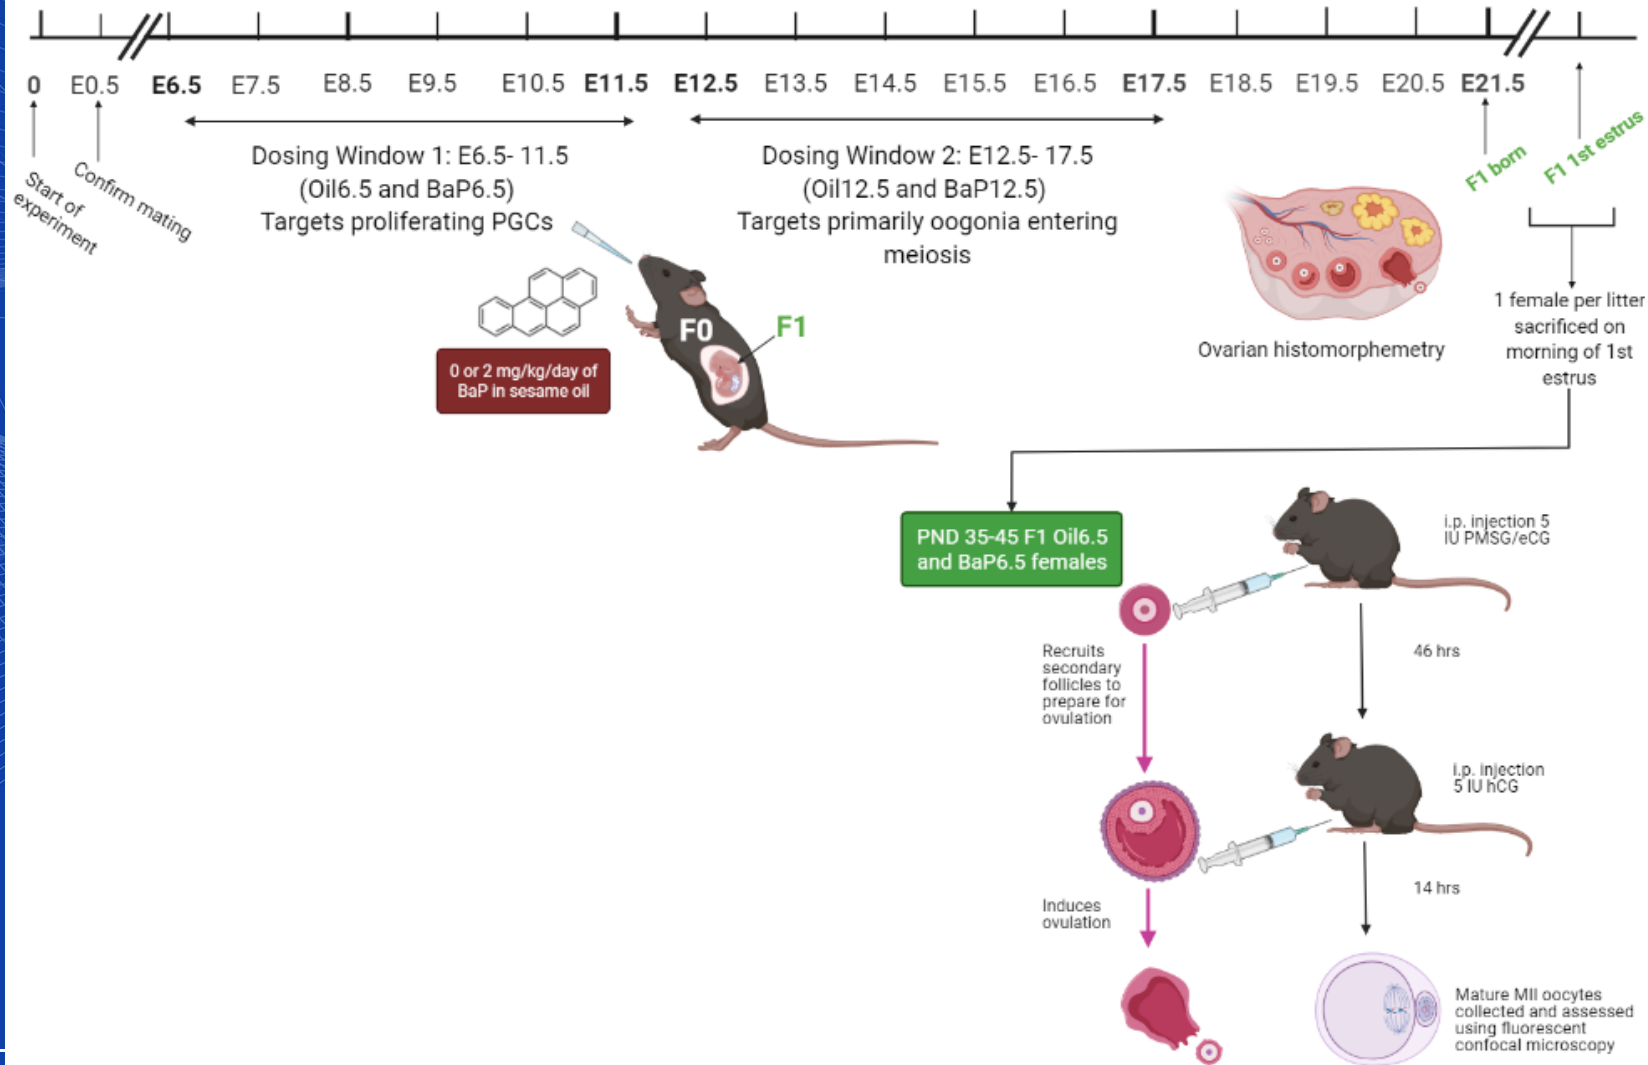 0 E0.5 E6.5 E7.5 E8.5 E9.5 E10.5 E11.5 E12.5 E13.5 E14.5 E15.5 E16.5 E17.5 E18.5 E19.5 E20.5 E21.5
Start of
experiment
Confirm mating
Dosing Window 1: E6.5- 11.5
(Oil6.5 and BaP6.5)
Targets proliferating PGCs
Dosing Window 2: E12.5- 17.5
(Oil12.5 and BaP12.5)
Targets primarily oogonia entering
meiosis
F1 born
F1 1st estrus
0 or 2 mg/kg/day of
BaP in sesame oil
F0
F1
Ovarian histomorphemetry
1 female per litter
sacrificed on
morning of 1st
estrus
PND 35-45 F1 Oil6.5
and BaP6.5 females
i.p. injection 5
IU PMSG/eCG
Recruits
secondary
follicles to
prepare for
ovulation
46 hrs
i.p. injection
5 IU hCG
Induces
ovulation
14 hrs
Mature MII oocytes
collected and assessed
using fluorescent
confocal microscopy